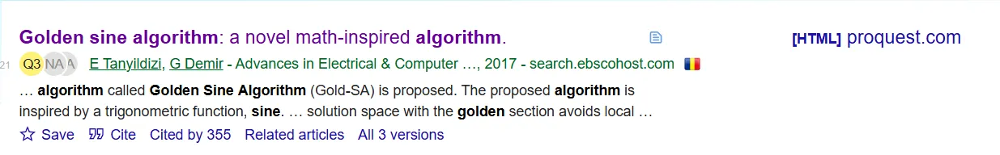 Golden sine algorithm: a novel math-inspired algorithm.
[HTML] proquest.com
21 Q3 NA A E Tanyildizi, G Demir - Advances in Electrical & Computer …, 2017 - search.ebscohost.com
… algorithm called Golden Sine Algorithm (Gold-SA) is proposed. The proposed algorithm is
inspired by a trigonometric function, sine. … solution space with the golden section avoids local …
Save Cite Cited by 355 Related articles All 3 versions